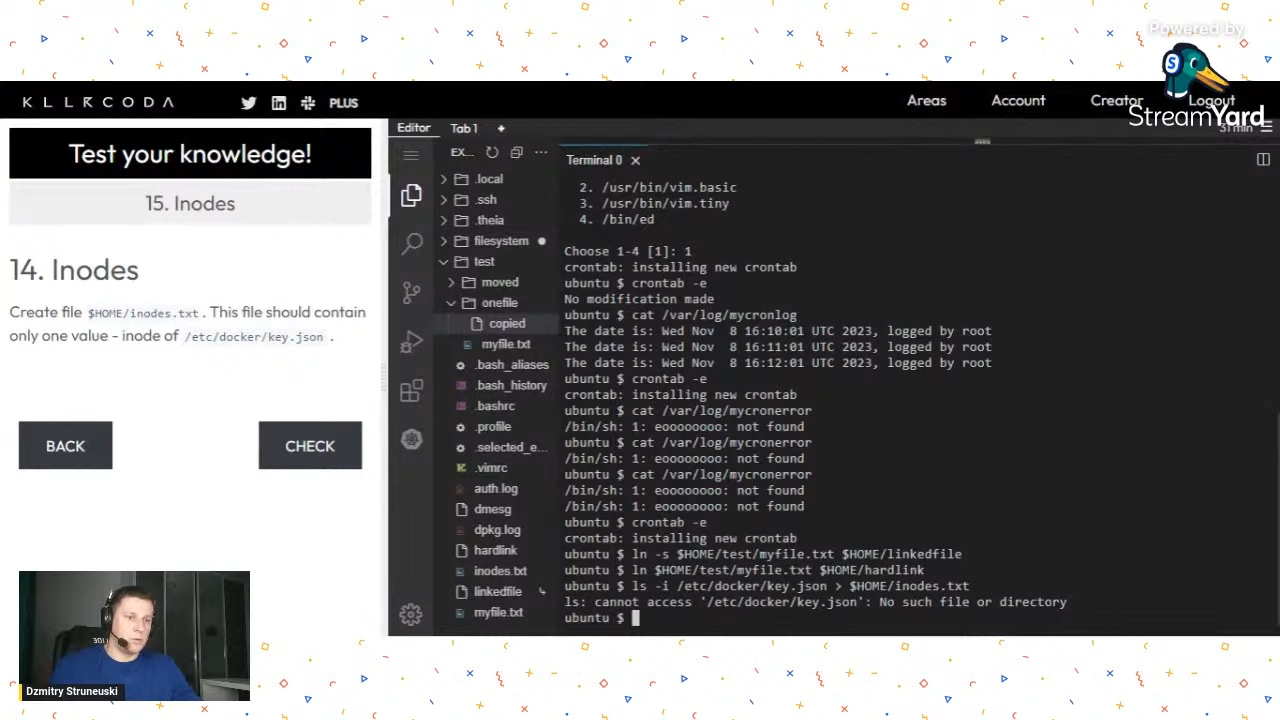 Powered by
StreamYard
KLLRCODA
PLUS
Areas
Account
Creator
Logout
31 min
Test your knowledge!
15. Inodes
14. Inodes
Create file $HOME/inodes.txt. This file should contain
only one value - inode of /etc/docker/key.json .
BACK
CHECK
Dzmitry Struneuski
Editor
Tab 1
+
EX...
.local
.ssh
.theia
filesystem
test
moved
onefile
copied
myfile.txt
.bash_aliases
.bash_history
.bashrc
.profile
.selected_e...
.vimrc
auth.log
dmesg
dpkg.log
hardlink
inodes.txt
linkedfile
myfile.txt
Terminal 0
2. /usr/bin/vim.basic
3. /usr/bin/vim.tiny
4. /bin/ed
Choose 1-4 [1]: 1
crontab: installing new crontab
ubuntu $ crontab -e
No modification made
ubuntu $ cat /var/log/mycronlog
The date is: Wed Nov  8 16:10:01 UTC 2023, logged by root
The date is: Wed Nov  8 16:11:01 UTC 2023, logged by root
The date is: Wed Nov  8 16:12:01 UTC 2023, logged by root
ubuntu $ crontab -e
crontab: installing new crontab
ubuntu $ cat /var/log/mycronerror
/bin/sh: 1: eoooooooo: not found
ubuntu $ cat /var/log/mycronerror
/bin/sh: 1: eoooooooo: not found
ubuntu $ cat /var/log/mycronerror
/bin/sh: 1: eoooooooo: not found
/bin/sh: 1: eoooooooo: not found
ubuntu $ crontab -e
crontab: installing new crontab
ubuntu $ ln -s $HOME/test/myfile.txt $HOME/linkedfile
ubuntu $ ln $HOME/test/myfile.txt $HOME/hardlink
ubuntu $ ls -i /etc/docker/key.json > $HOME/inodes.txt
ls: cannot access '/etc/docker/key.json': No such file or directory
ubuntu $